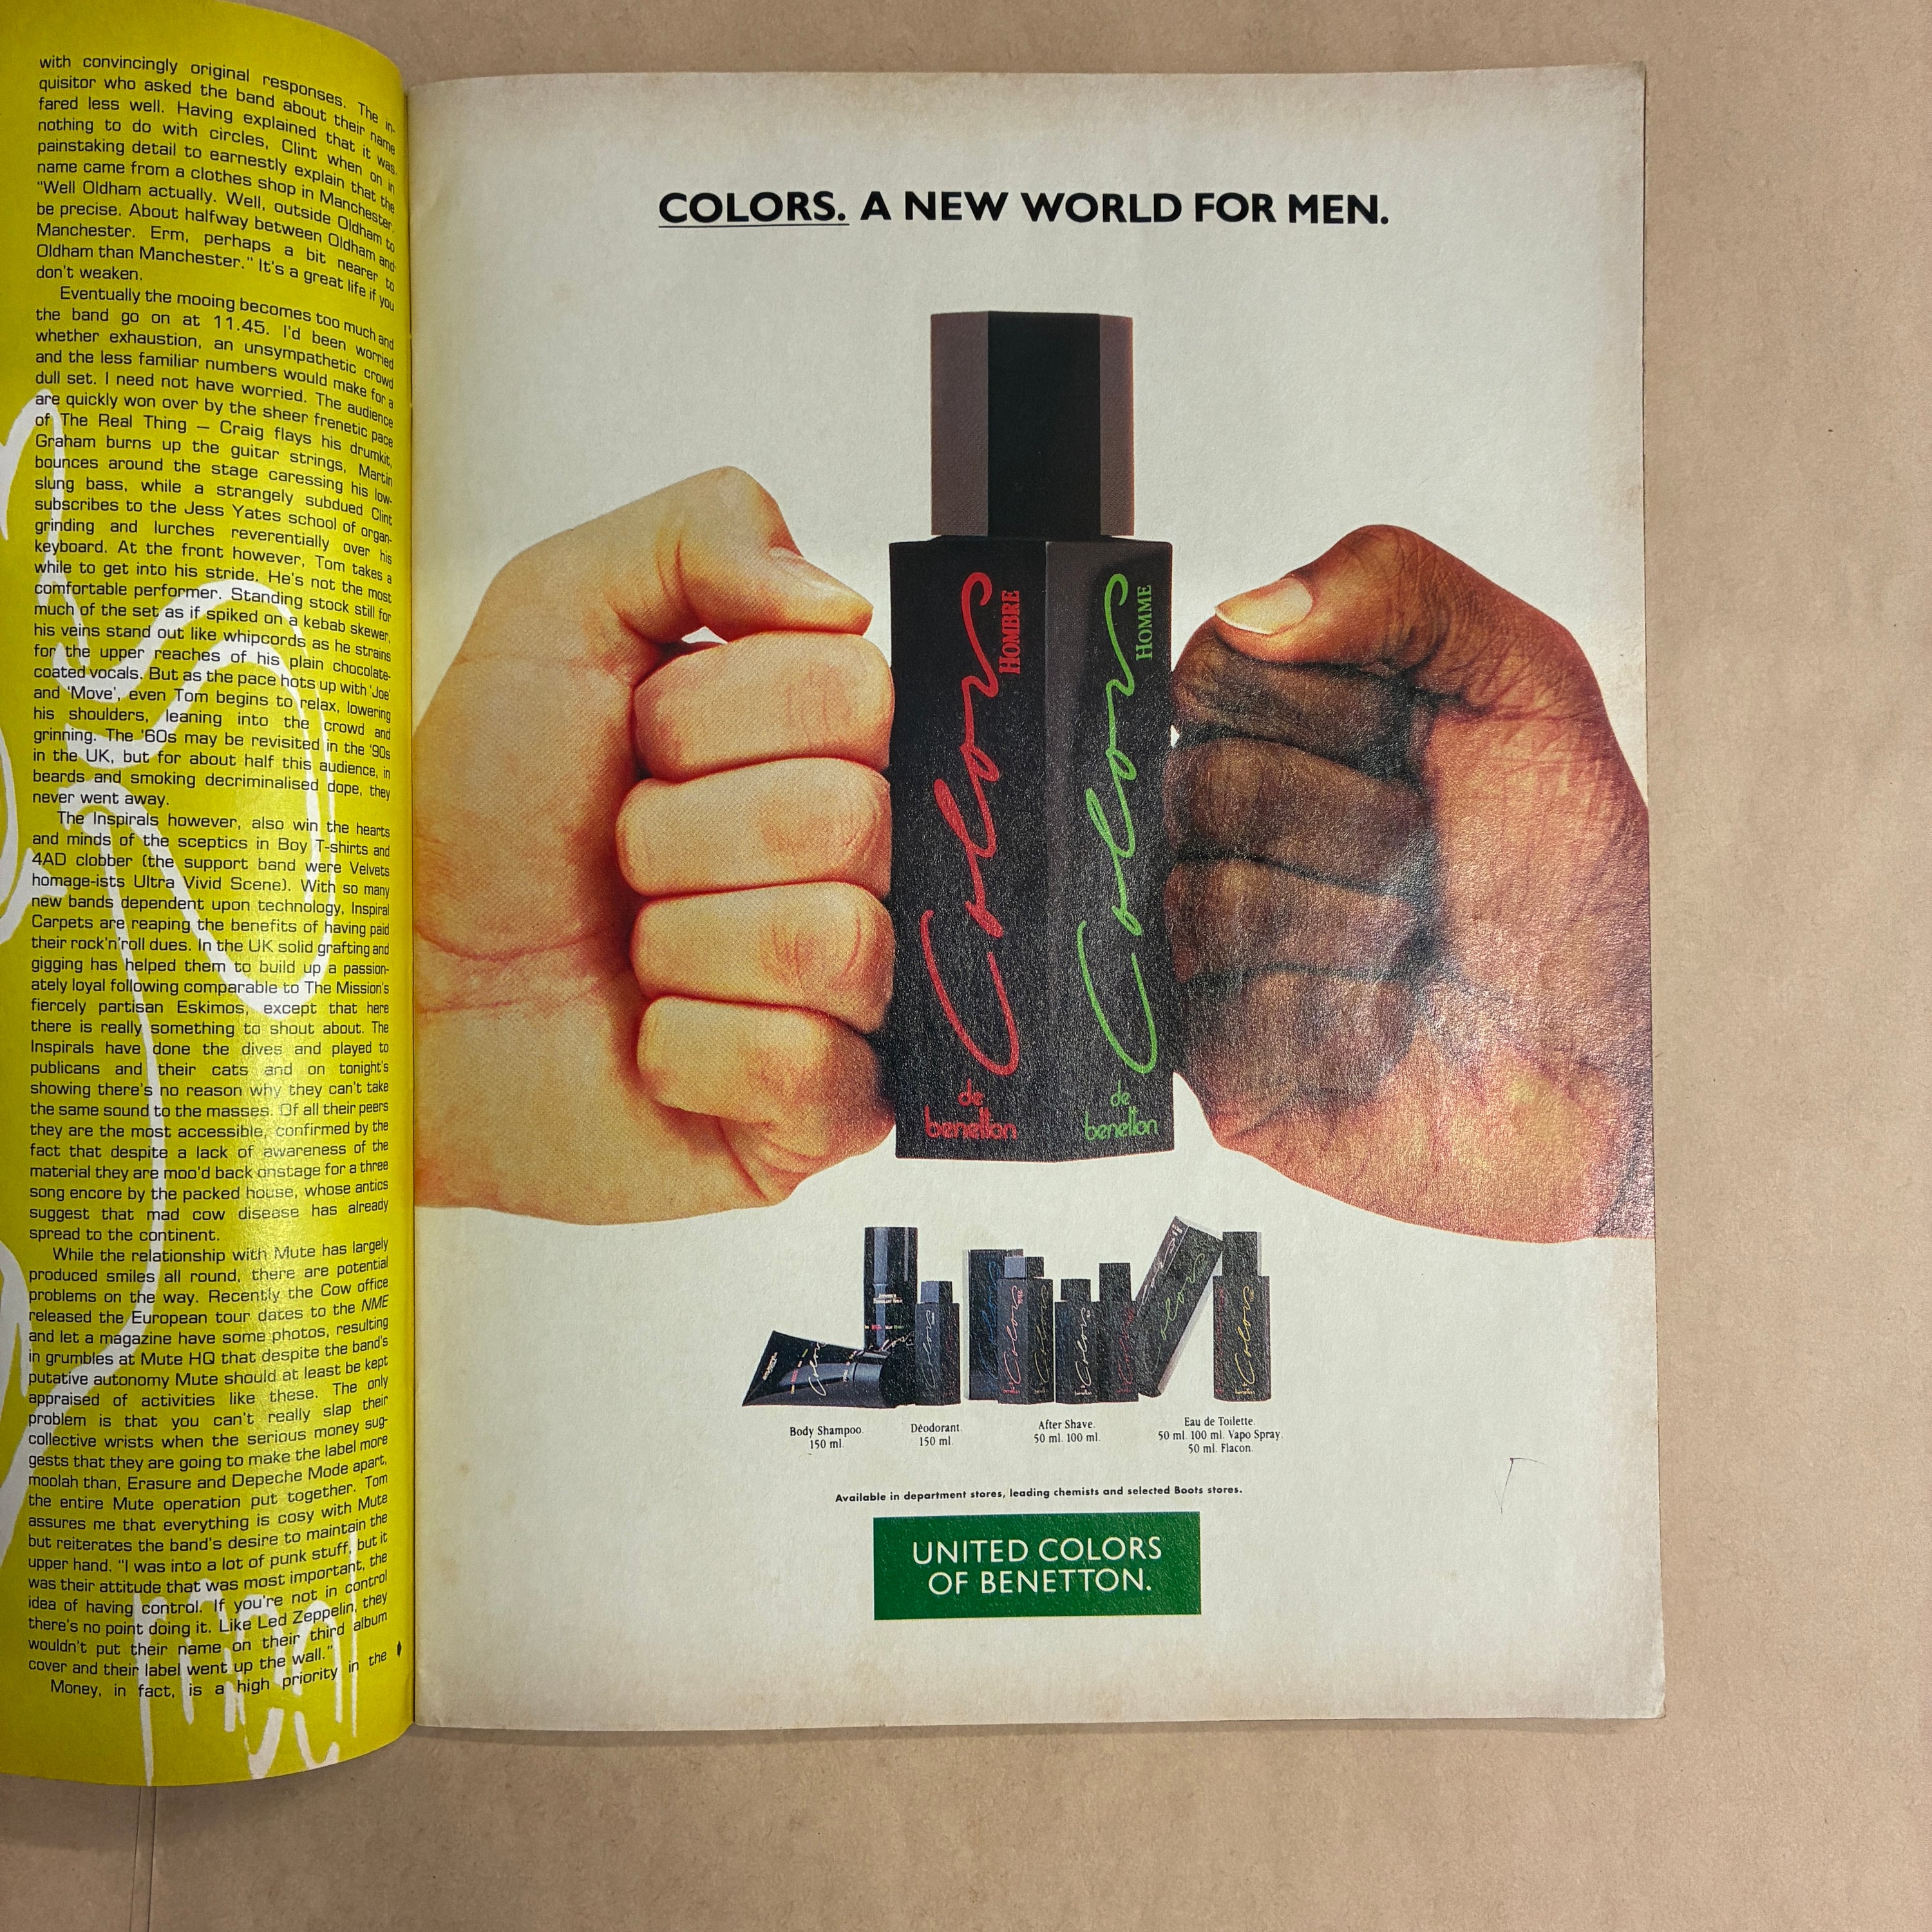 with convincingly original responses. The in-
quisitor who asked the band about their name
fared less well. Having explained that it was
nothing to do with circles, Clint when on in
painstaking detail to earnestly explain that the
name came from a clothes shop in Manchester.
"Well Oldham actually. Well, outside Oldham to
be precise. About halfway between Oldham and
Manchester. Erm, perhaps a bit nearer to
Oldham than Manchester." It's a great life if you
don't weaken.
Eventually the mooing becomes too much and
the band go on at 11.45. I'd been worried
whether exhaustion, an unsympathetic crowd
and the less familiar numbers would make for a
dull set. I need not have worried. The audience
are quickly won over by the sheer frenetic pace
of The Real Thing — Craig flays his drumkit,
Graham burns up the guitar strings, Martin
bounces around the stage caressing his low-
slung bass, while a strangely subdued Clint
subscribes to the Jess Yates school of organ-
grinding and lurches reverentially over his
keyboard. At the front however, Tom takes a
while to get into his stride. He's not the most
comfortable performer. Standing stock still for
much of the set as if spiked on a kebab skewer,
his veins stand out like whipcords as he strains
for the upper reaches of his plain chocolate-
coated vocals. But as the pace hots up with 'Joe'
and 'Move', even Tom begins to relax, lowering
his shoulders, leaning into the crowd and
grinning. The '60s may be revisited in the '90s
in the UK, but for about half this audience, in
beards and smoking decriminalised dope, they
never went away.
The Inspirals however, also win the hearts
and minds of the sceptics in Boy T-shirts and
4AD clobber (the support band were Velvets
homage-ists Ultra Vivid Scene). With so many
new bands dependent upon technology, Inspiral
Carpets are reaping the benefits of having paid
their rock'n'roll dues. In the UK solid grafting and
gigging has helped them to build up a passion-
ately loyal following comparable to The Mission's
fiercely partisan Eskimos, except that here
there is really something to shout about. The
Inspirals have done the dives and played to
publicans and their cats and on tonight's
showing there's no reason why they can't take
the same sound to the masses. Of all their peers
they are the most accessible, confirmed by the
fact that despite a lack of awareness of the
material they are moo'd back onstage for a three
song encore by the packed house, whose antics
suggest that mad cow disease has already
spread to the continent.
While the relationship with Mute has largely
produced smiles all round, there are potential
problems on the way. Recently the Cow office
released the European tour dates to the NME
and let a magazine have some photos, resulting
in grumbles at Mute HQ that despite the band's
putative autonomy Mute should at least be kept
appraised of activities like these. The only
problem is that you can't really slap their
collective wrists when the serious money sug-
gests that they are going to make the label more
moolah than, Erasure and Depeche Mode apart,
the entire Mute operation put together. Tom
assures me that everything is cosy with Mute
but reiterates the band's desire to maintain the
upper hand. "I was into a lot of punk stuff, but it
was their attitude that was most important, the
idea of having control. If you're not in control
there's no point doing it. Like Led Zeppelin, they
wouldn't put their name on their third album
cover and their label went up the wall."
Money, in fact, is a high priority in the
COLORS. A NEW WORLD FOR MEN.
Colors HOMBRE
de
benetton
Colors HOMME
de
benetton
Colors
Colors
Colors
Colors
Colors
Body Shampoo.
150 ml.
Déodorant.
150 ml.
After Shave.
50 ml. 100 ml.
Eau de Toilette.
50 ml. 100 ml. Vapo Spray.
50 ml. Flacon.
Available in department stores, leading chemists and selected Boots stores.
UNITED COLORS
OF BENETTON.